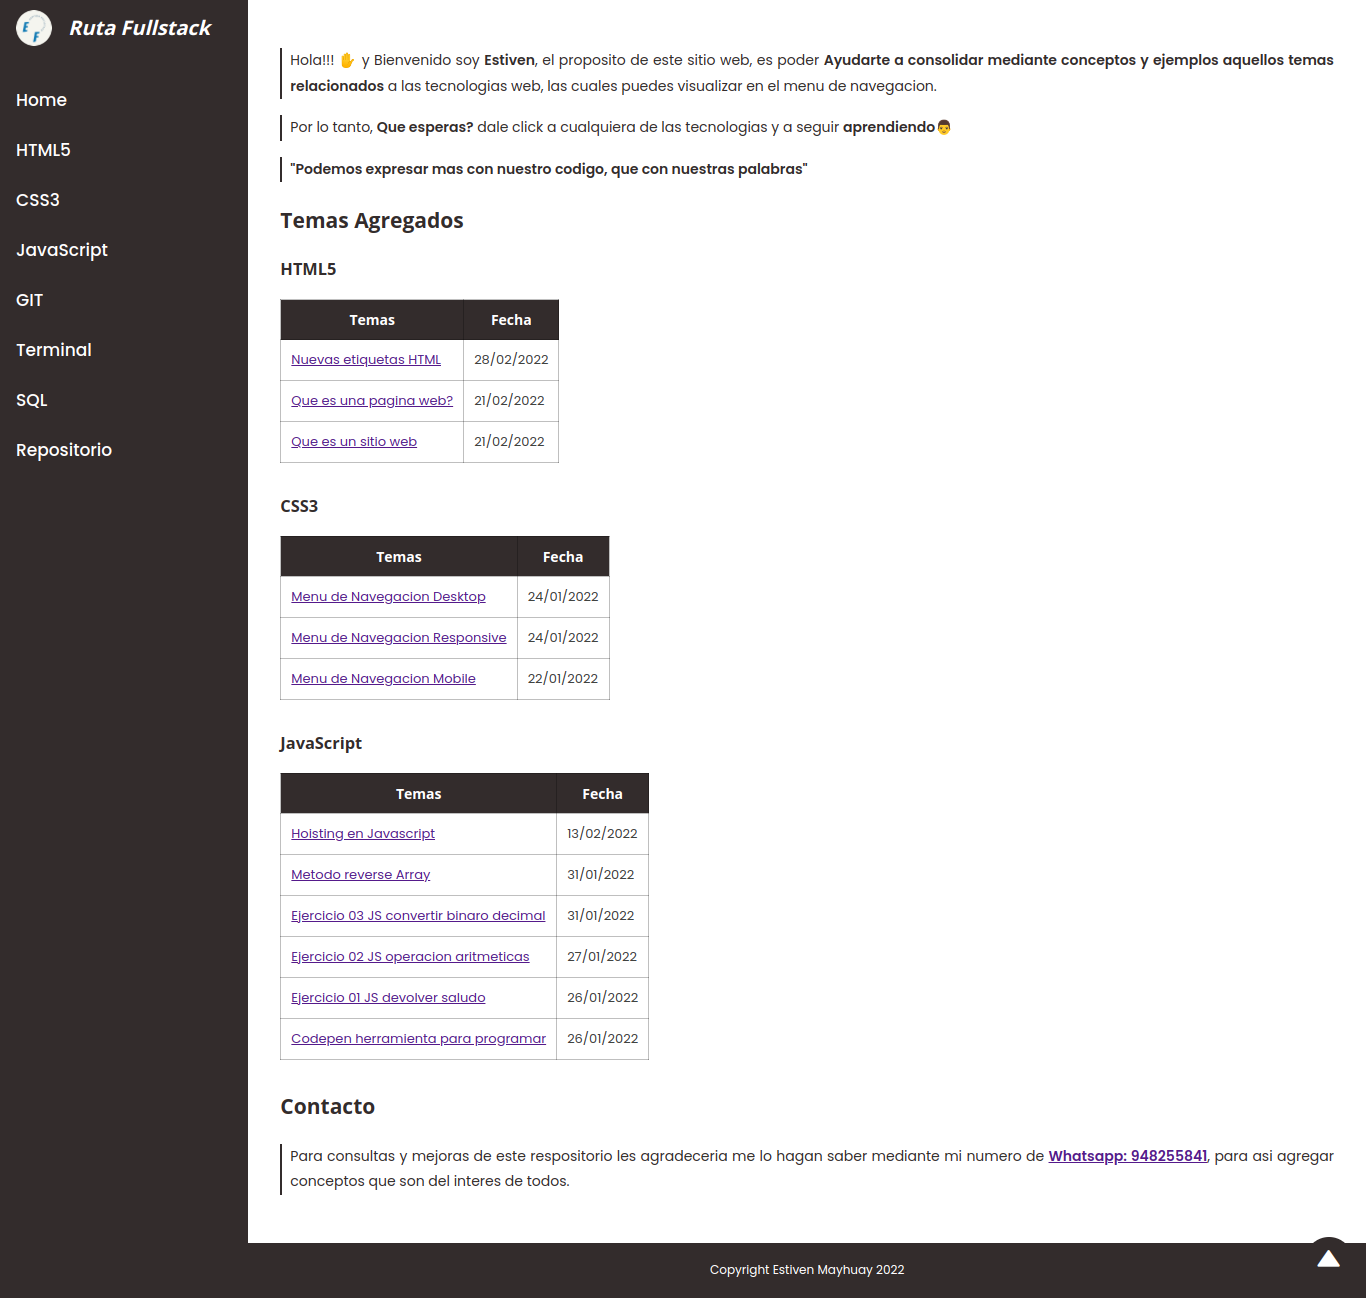 E F
Ruta Fullstack
Home
HTML5
CSS3
JavaScript
GIT
Terminal
SQL
Repositorio
Hola!!! ✋ y Bienvenido soy Estiven, el proposito de este sitio web, es poder Ayudarte a consolidar mediante conceptos y ejemplos aquellos temas
relacionados a las tecnologias web, las cuales puedes visualizar en el menu de navegacion.
Por lo tanto, Que esperas? dale click a cualquiera de las tecnologias y a seguir aprendiendo👨
"Podemos expresar mas con nuestro codigo, que con nuestras palabras"
Temas Agregados
HTML5
Temas Fecha
Nuevas etiquetas HTML 28/02/2022
Que es una pagina web? 21/02/2022
Que es un sitio web 21/02/2022
CSS3
Temas Fecha
Menu de Navegacion Desktop 24/01/2022
Menu de Navegacion Responsive 24/01/2022
Menu de Navegacion Mobile 22/01/2022
JavaScript
Temas Fecha
Hoisting en Javascript 13/02/2022
Metodo reverse Array 31/01/2022
Ejercicio 03 JS convertir binaro decimal 31/01/2022
Ejercicio 02 JS operacion aritmeticas 27/01/2022
Ejercicio 01 JS devolver saludo 26/01/2022
Codepen herramienta para programar 26/01/2022
Contacto
Para consultas y mejoras de este respositorio les agradeceria me lo hagan saber mediante mi numero de Whatsapp: 948255841, para asi agregar
conceptos que son del interes de todos.
Copyright Estiven Mayhuay 2022